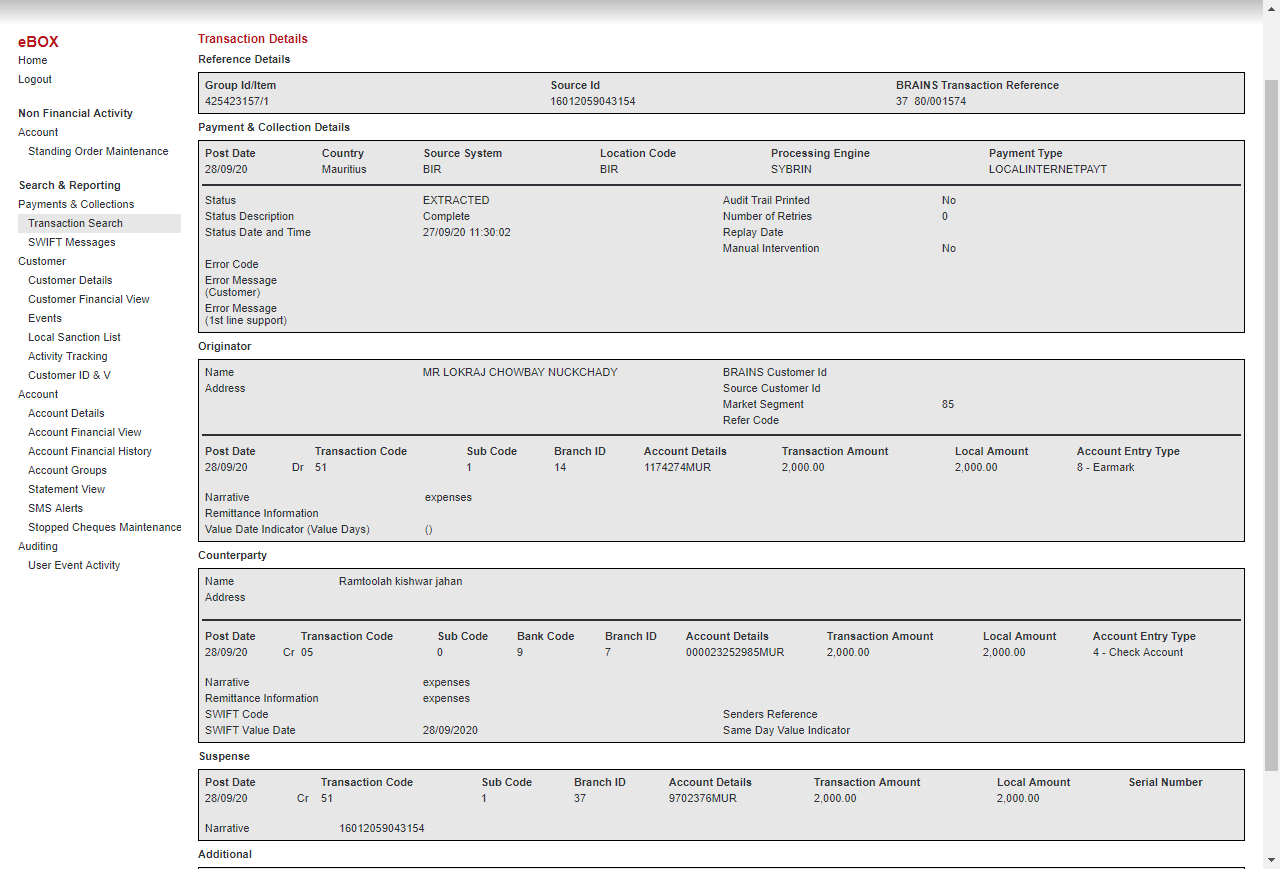 eBOX
Home
Logout
Non Financial Activity
Account
Standing Order Maintenance
Search & Reporting
Payments & Collections
Transaction Search
SWIFT Messages
Customer
Customer Details
Customer Financial View
Events
Local Sanction List
Activity Tracking
Customer ID & V
Account
Account Details
Account Financial View
Account Financial History
Account Groups
Statement View
SMS Alerts
Stopped Cheques Maintenance
Auditing
User Event Activity
Transaction Details
Reference Details
Group Id/Item Source Id BRAINS Transaction Reference
425423157/1 16012059043154 37 80/001574
Payment & Collection Details
Post Date Country Source System Location Code Processing Engine Payment Type
28/09/20 Mauritius BIR BIR SYBRIN LOCALINTERNETPAYT
Status EXTRACTED Audit Trail Printed No
Status Description Complete Number of Retries 0
Status Date and Time 27/09/20 11:30:02 Replay Date
Manual Intervention No
Error Code
Error Message
(Customer)
Error Message
(1st line support)
Originator
Name MR LOKRAJ CHOWBAY NUCKCHADY BRAINS Customer Id
Address Source Customer Id
Market Segment 85
Refer Code
Post Date Transaction Code Sub Code Branch ID Account Details Transaction Amount Local Amount Account Entry Type
28/09/20 Dr 51 1 14 1174274MUR 2,000.00 2,000.00 8 - Earmark
Narrative expenses
Remittance Information
Value Date Indicator (Value Days) ()
Counterparty
Name Ramtoolah kishwar jahan
Address
Post Date Transaction Code Sub Code Bank Code Branch ID Account Details Transaction Amount Local Amount Account Entry Type
28/09/20 Cr 05 0 9 7 000023252985MUR 2,000.00 2,000.00 4 - Check Account
Narrative expenses
Remittance Information expenses
SWIFT Code Senders Reference
SWIFT Value Date 28/09/2020 Same Day Value Indicator
Suspense
Post Date Transaction Code Sub Code Branch ID Account Details Transaction Amount Local Amount Serial Number
28/09/20 Cr 51 1 37 9702376MUR 2,000.00 2,000.00
Narrative 16012059043154
Additional